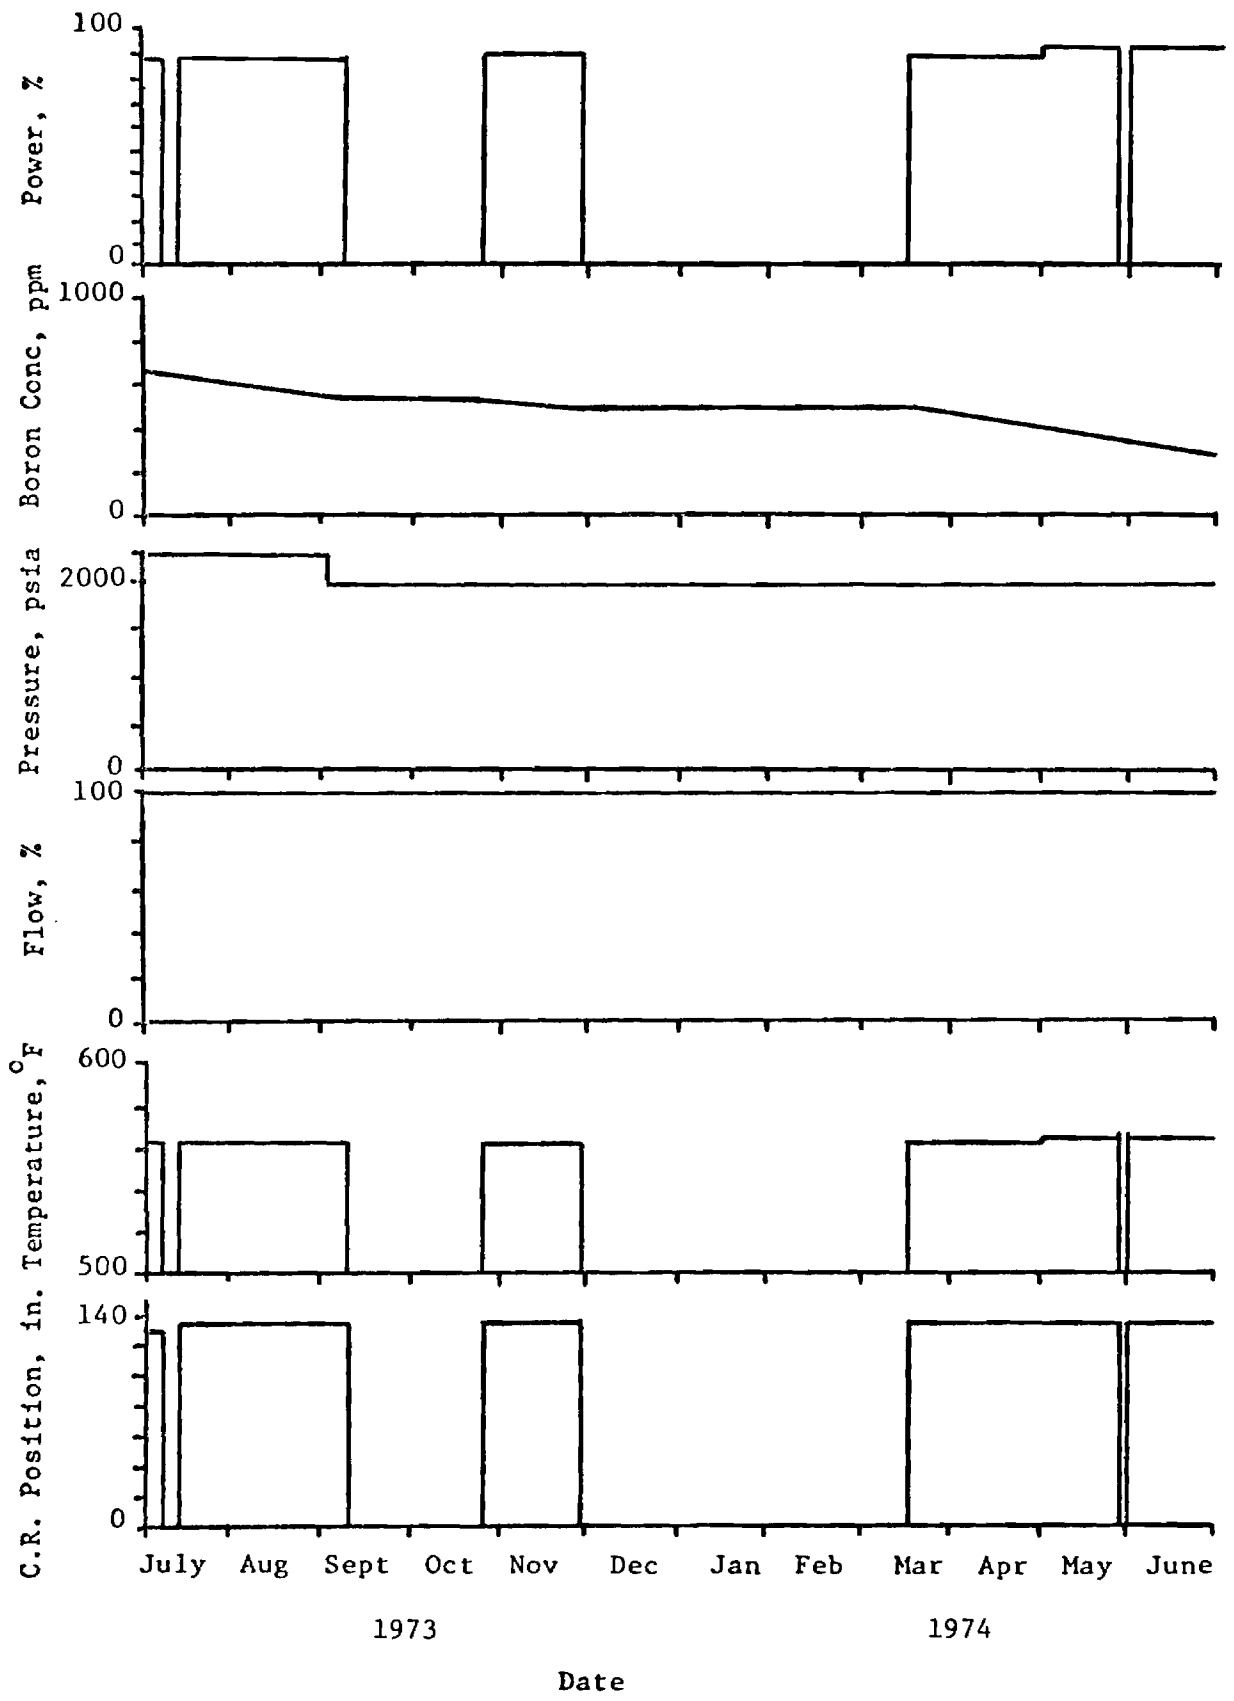 100
Power, %
0
1000
Boron Conc, ppm
0
2000
Pressure, psia
0
100
Flow, %
0
600
Temperature, °F
500
140
C.R. Position, in.
0
July Aug Sept Oct Nov Dec Jan Feb Mar Apr May June
1973 1974
Date